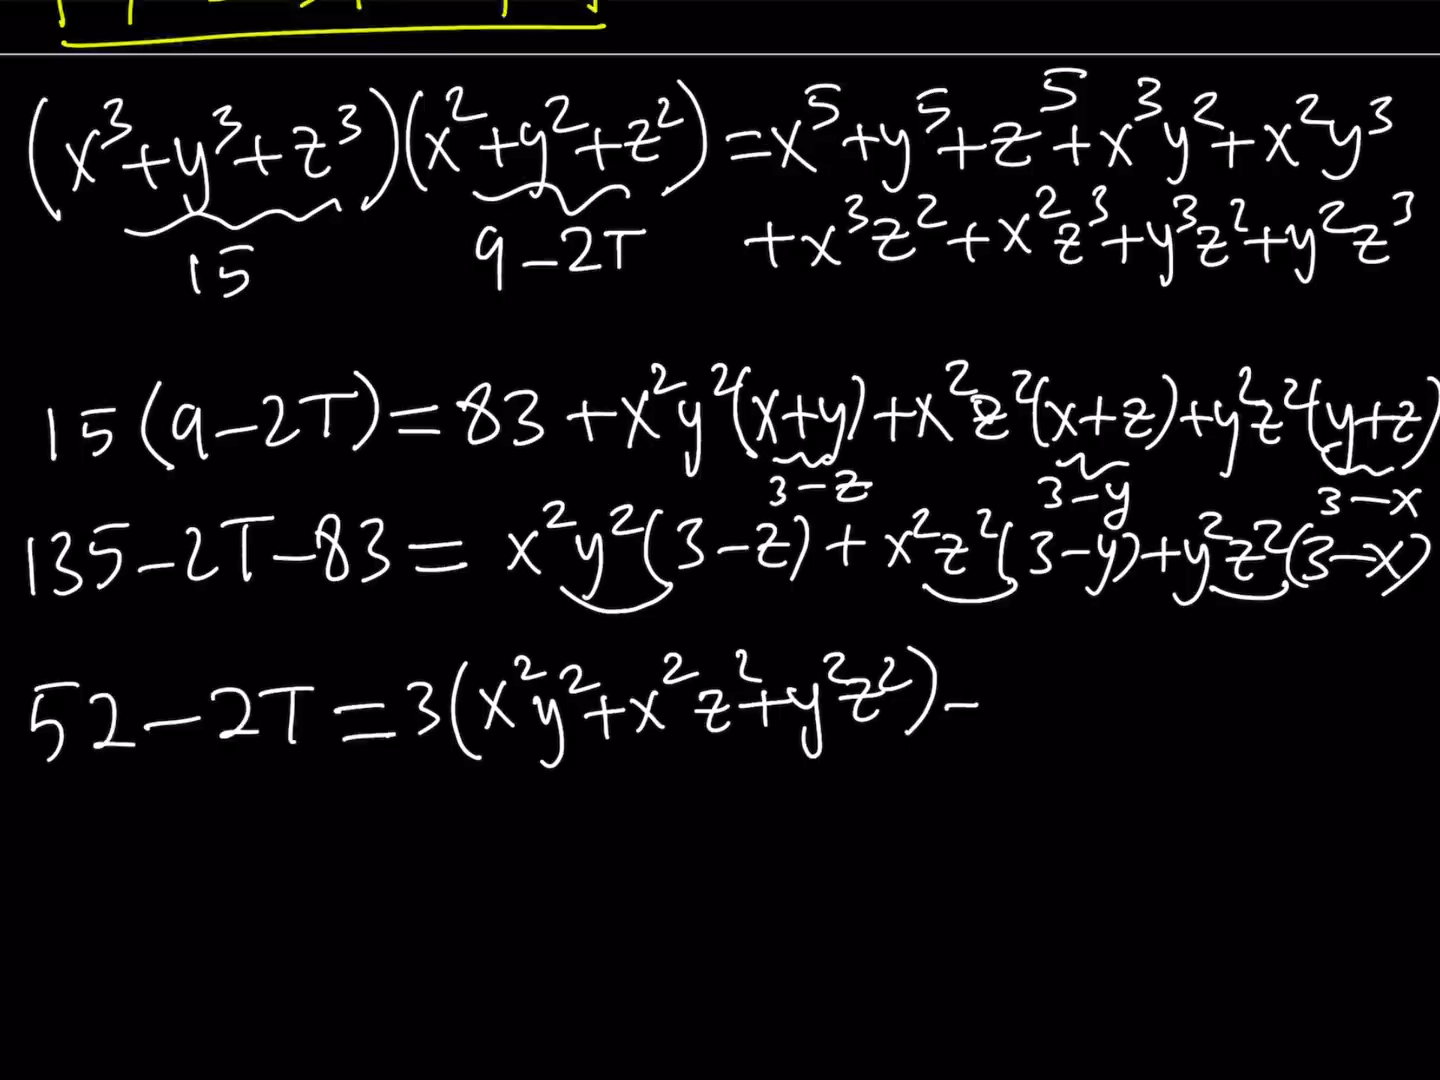 (x³+y³+z³)(x²+y²+z²)=x⁵+y⁵+z⁵+x³y²+x²y³
15 9-2T +x³z²+x²z³+y³z²+y²z³
15(9-2T)=83+x²y²(x+y)+x²z²(x+z)+y²z²(y+z)
3-z 3-y 3-x
135-2T-83= x²y²(3-z)+x²z²(3-y)+y²z²(3-x)
52-2T=3(x²y²+x²z²+y²z²)-